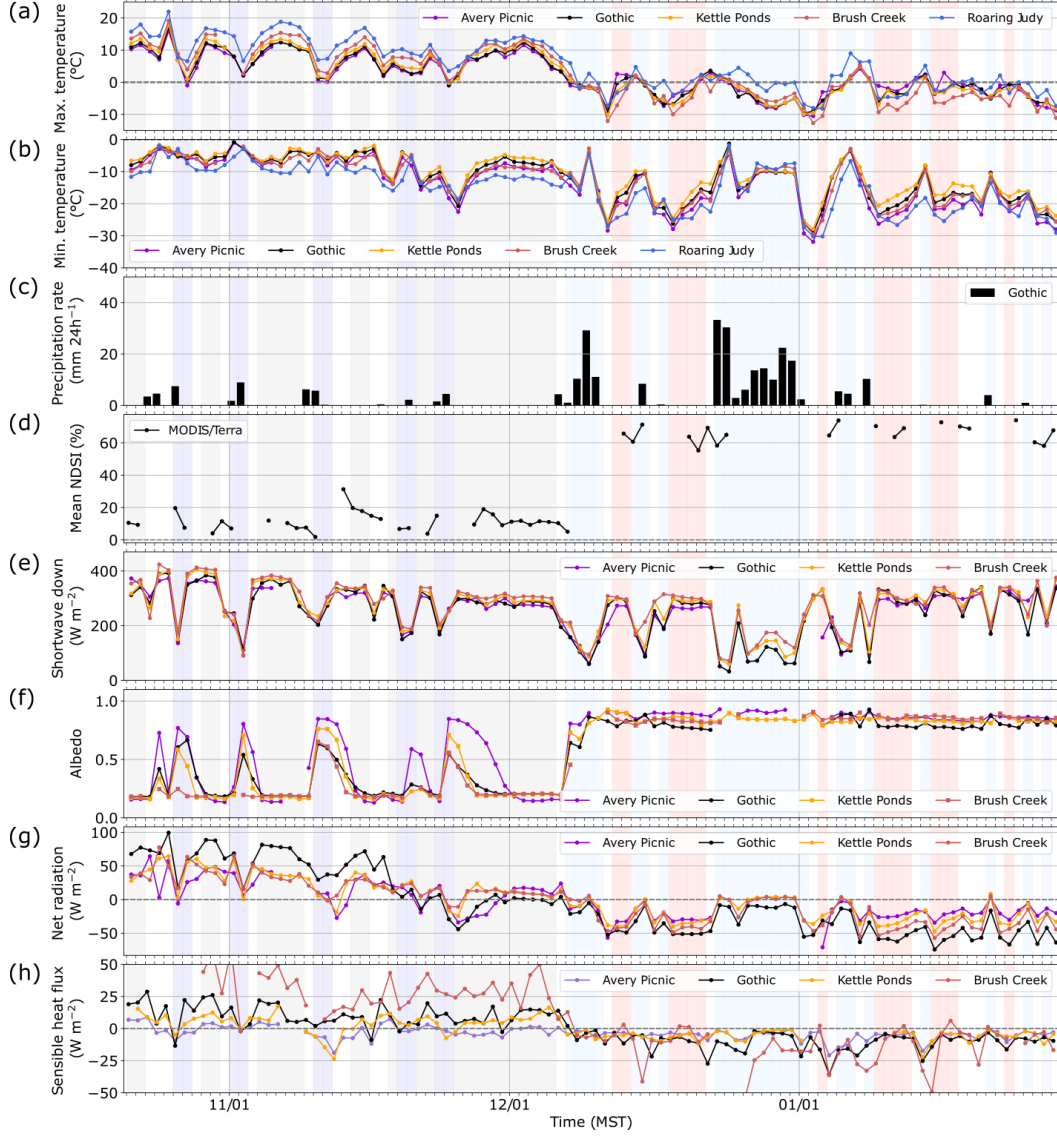 (a)
Max. temperature
(°C)
20
10
0
−10
Avery Picnic
Gothic
Kettle Ponds
Brush Creek
Roaring Judy
(b)
Min. temperature
(°C)
0
−10
−20
−30
−40
Avery Picnic
Gothic
Kettle Ponds
Brush Creek
Roaring Judy
(c)
Precipitation rate
(mm 24h⁻¹)
40
20
0
Gothic
(d)
Mean NDSI (%)
60
40
20
0
MODIS/Terra
(e)
Shortwave down
(W m⁻²)
400
200
0
Avery Picnic
Gothic
Kettle Ponds
Brush Creek
(f)
Albedo
1.0
0.5
0.0
Avery Picnic
Gothic
Kettle Ponds
Brush Creek
(g)
Net radiation
(W m⁻²)
100
50
0
−50
Avery Picnic
Gothic
Kettle Ponds
Brush Creek
(h)
Sensible heat flux
(W m⁻²)
50
25
0
−25
−50
Avery Picnic
Gothic
Kettle Ponds
Brush Creek
11/01
12/01
01/01
Time (MST)